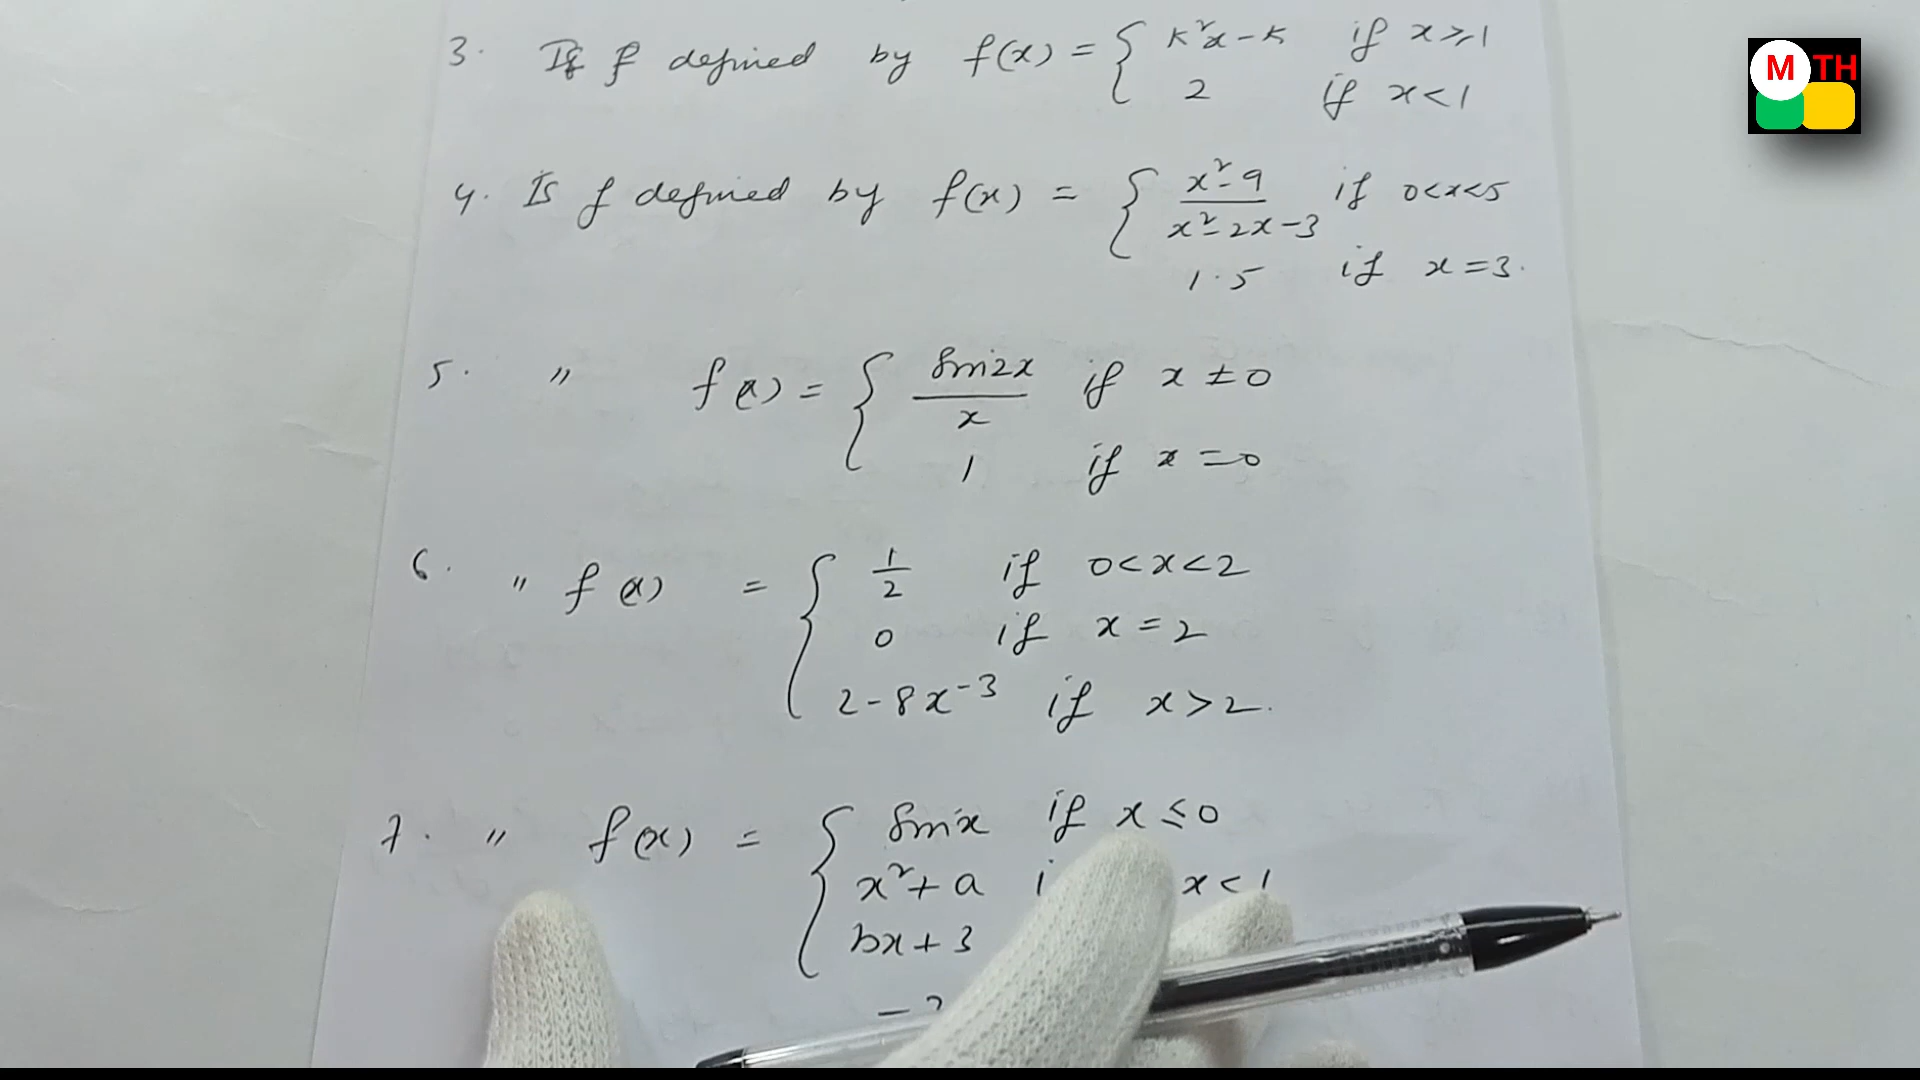 M TH
3. If f defined by f(x) = { k²x - k if x ≥ 1
2 if x < 1
4. Is f defined by f(x) = { x² - 9 / x² - 2x - 3 if 0 < x < 5
1.5 if x = 3.
5. " f(x) = { sin2x / x if x ≠ 0
1 if x = 0
6. " f(x) = { 1/2 if 0 < x < 2
0 if x = 2
2 - 8x⁻³ if x > 2.
7. " f(x) = { sinx if x ≤ 0
x² + a x < 1
bx + 3